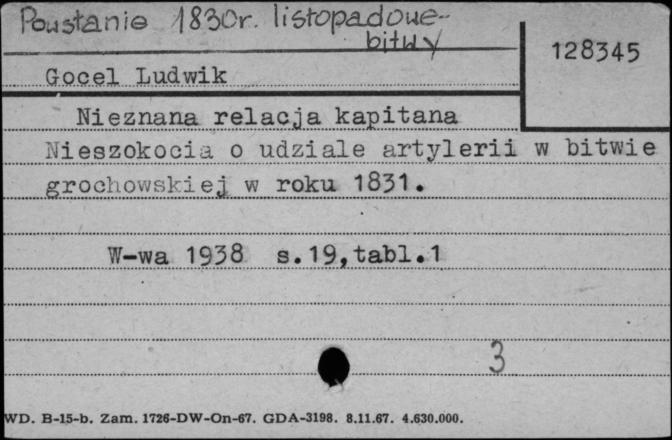 Powstanie 1830r. listopadowe-
bitwy
128345
Gocel Ludwik
Nieznana relacja kapitana
Nieszokocia o udziale artylerii w bitwie
grochowskiej w roku 1831.
W-wa 1938 s.19,tabl.1
3
WD. B-15-b. Zam. 1726-DW-On-67. GDA-3198. 8.11.67. 4.630.000.